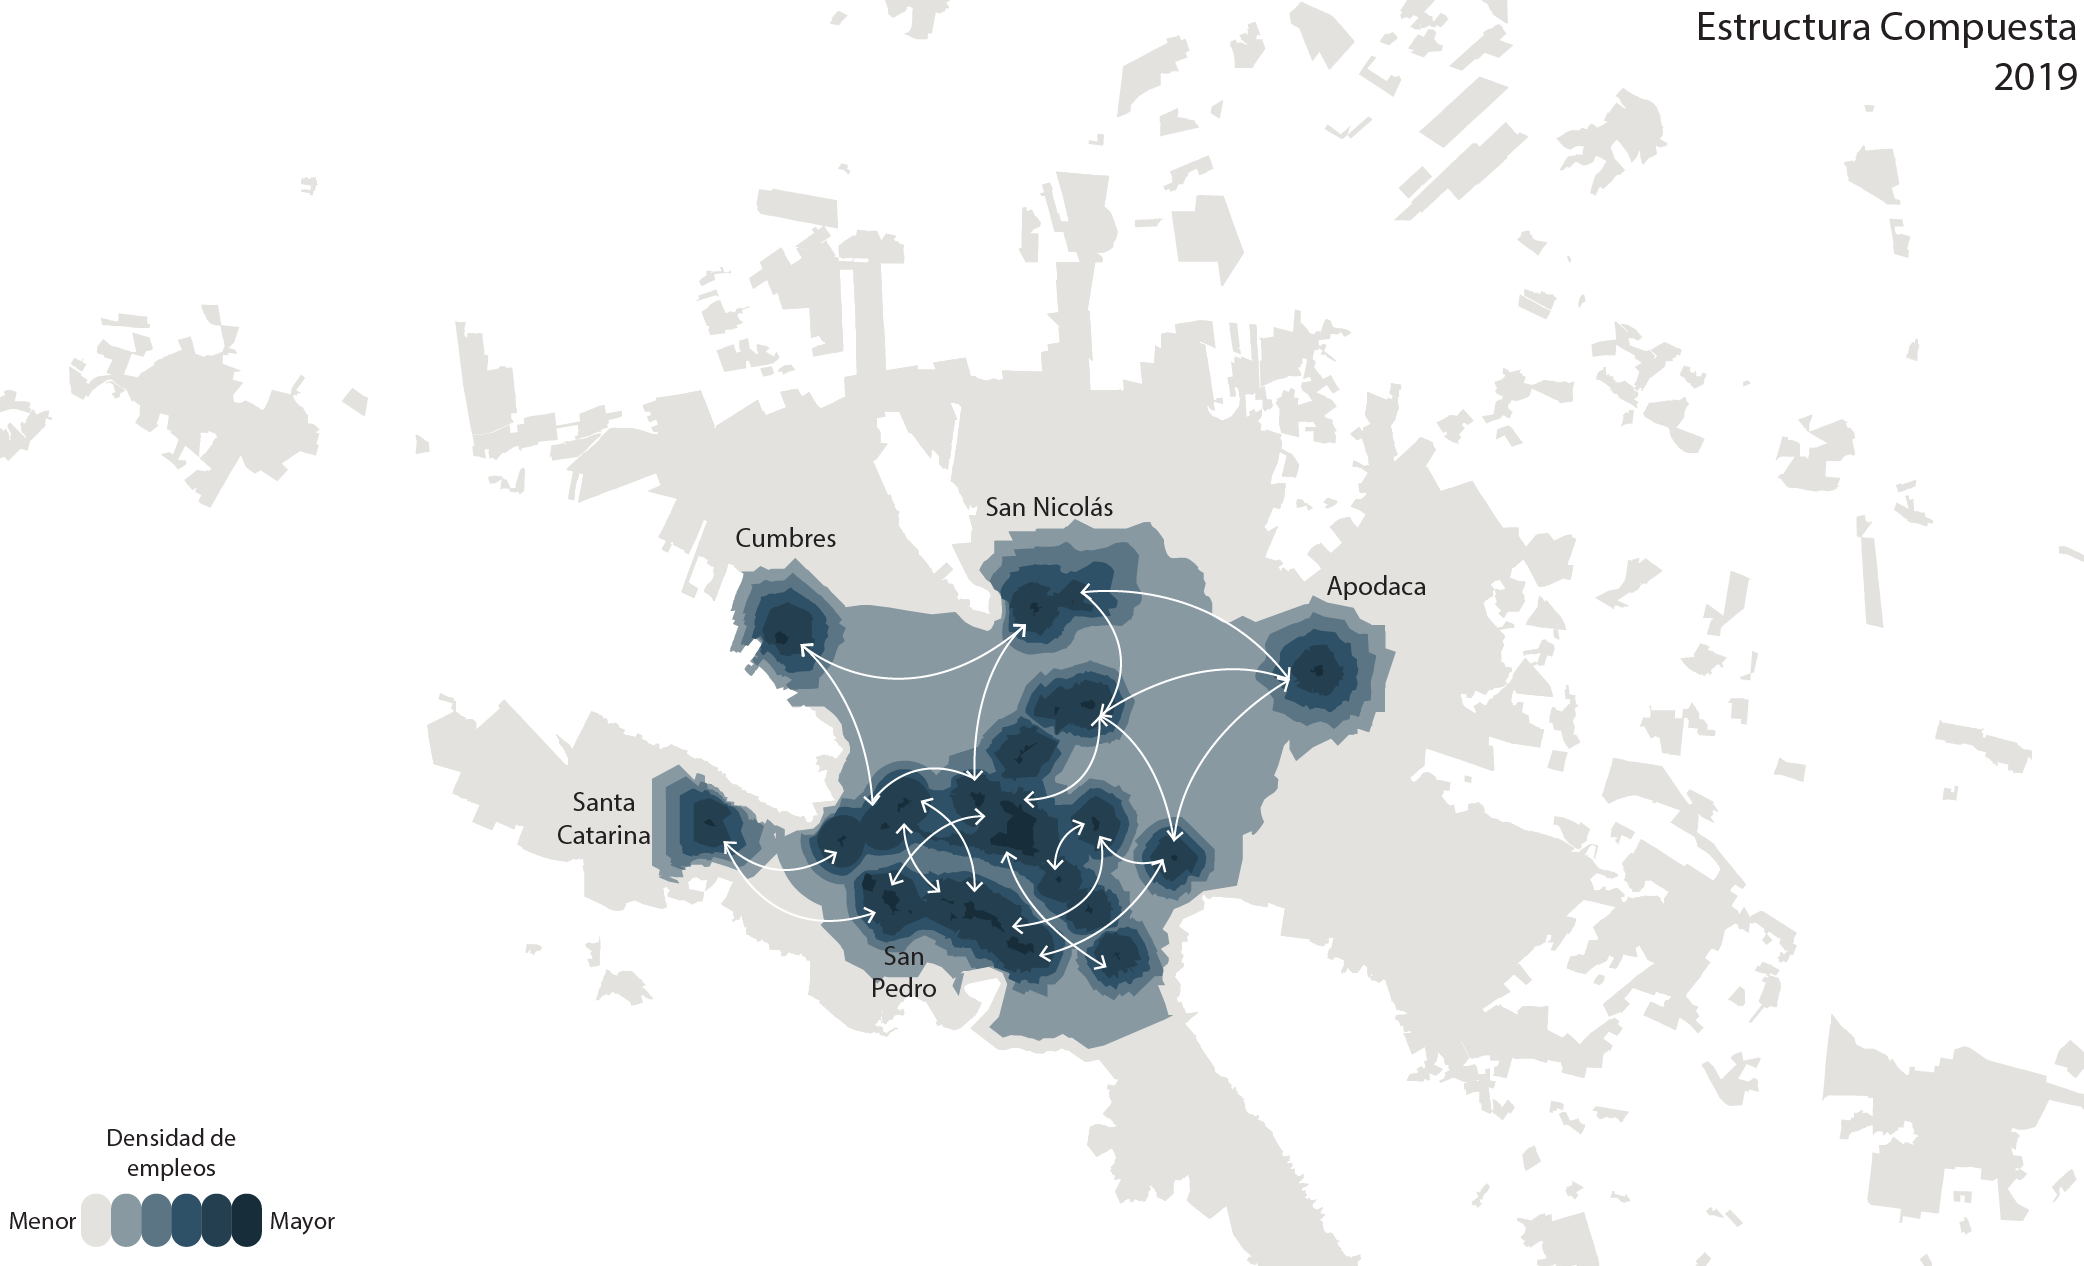 Estructura Compuesta
2019
San Nicolás
Cumbres
Apodaca
Santa
Catarina
San
Pedro
Densidad de
empleos
Menor
Mayor